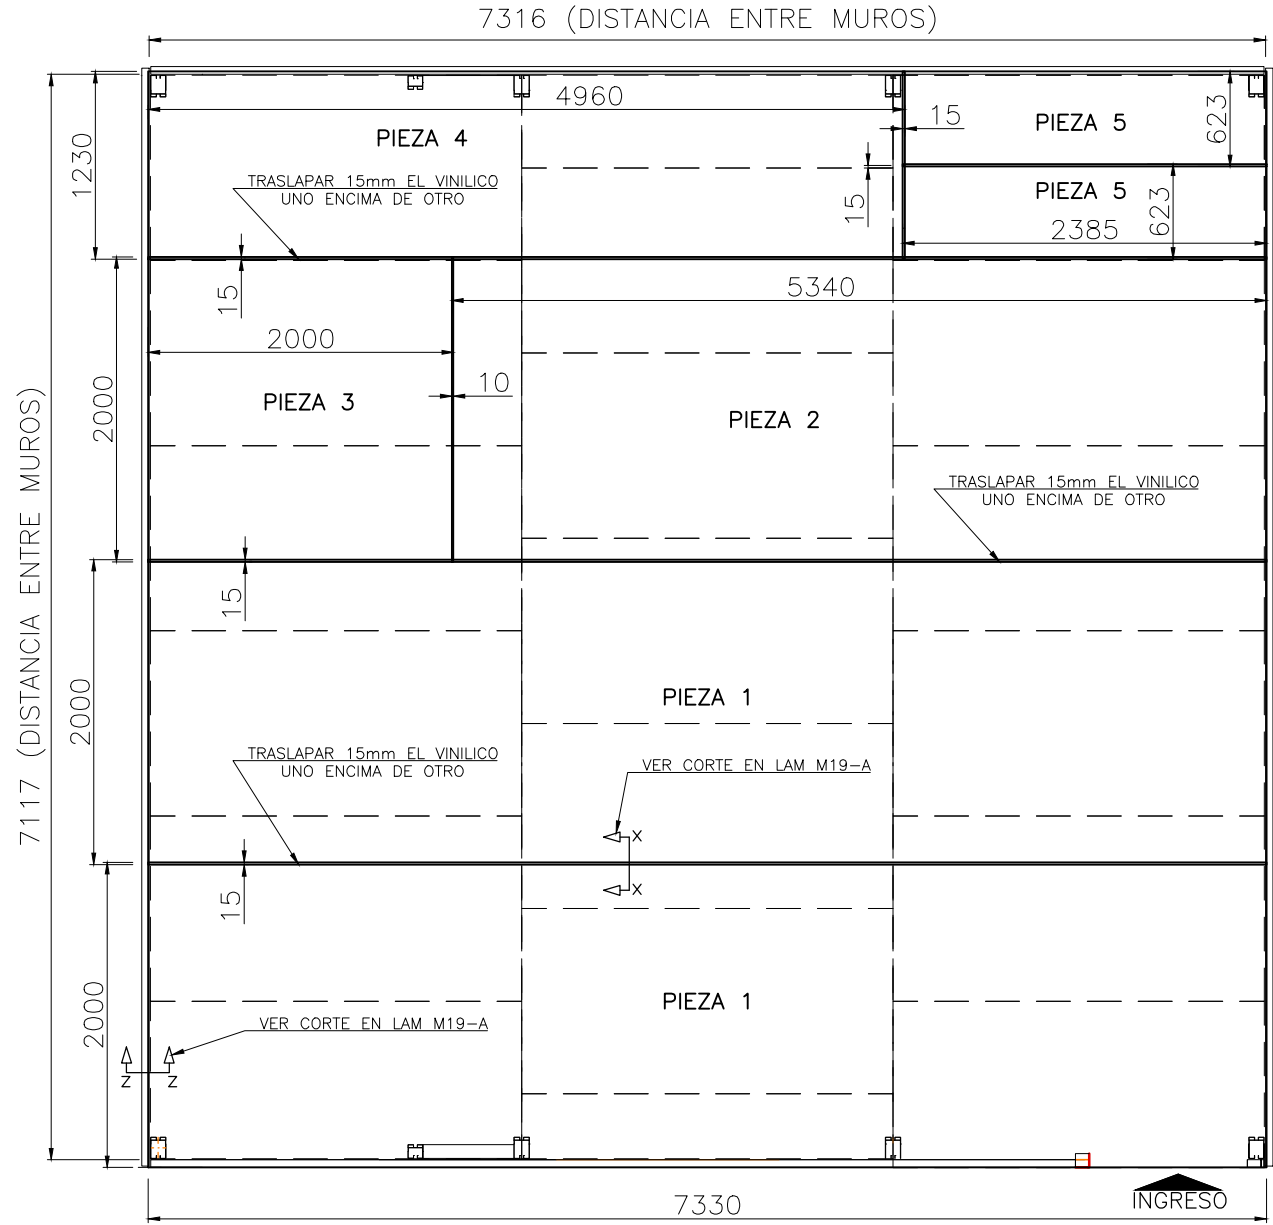 7316 (DISTANCIA ENTRE MUROS)
4960
15
PIEZA 5
623
PIEZA 4
1230
TRASLAPAR 15mm EL VINILICO
UNO ENCIMA DE OTRO
15
PIEZA 5
623
2385
15
5340
2000
10
2000
PIEZA 3
PIEZA 2
7117 (DISTANCIA ENTRE MUROS)
TRASLAPAR 15mm EL VINILICO
UNO ENCIMA DE OTRO
15
2000
PIEZA 1
TRASLAPAR 15mm EL VINILICO
UNO ENCIMA DE OTRO
VER CORTE EN LAM M19-A
X
X
15
2000
PIEZA 1
VER CORTE EN LAM M19-A
Z
Z
INGRESO
7330